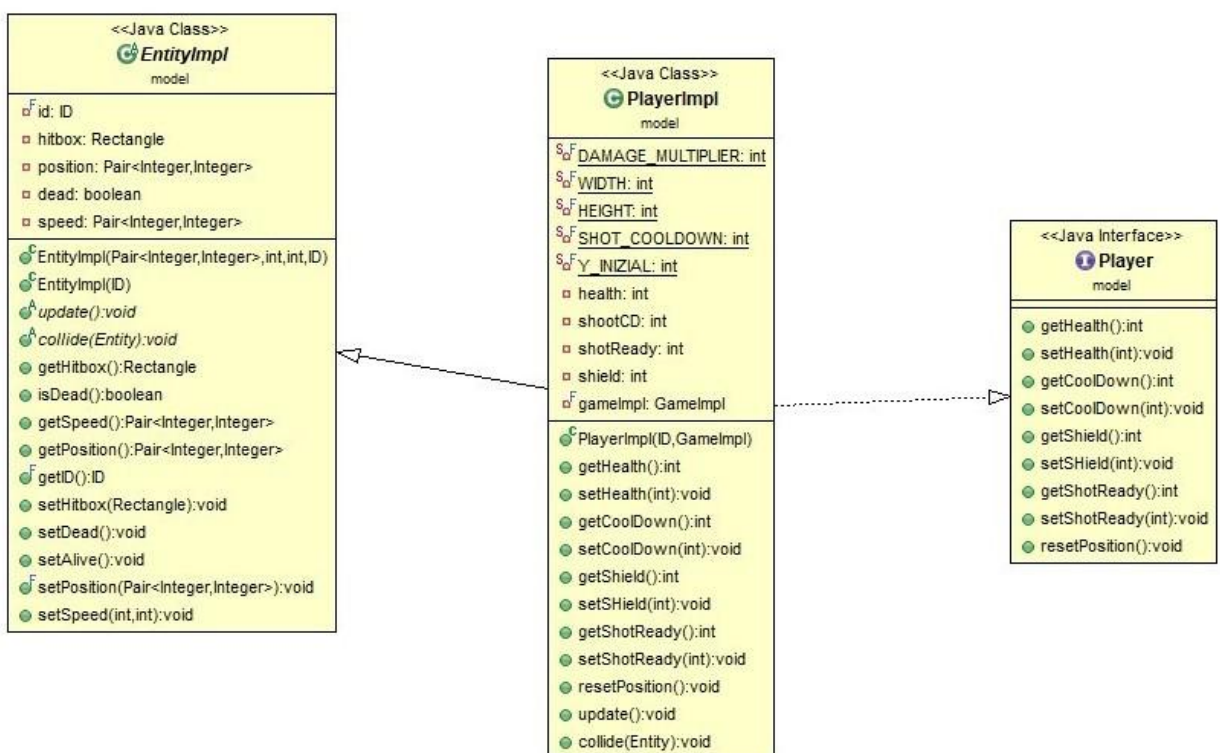 <<Java Class>>
EntityImpl
model
id: ID
hitbox: Rectangle
position: Pair<Integer,Integer>
dead: boolean
speed: Pair<Integer,Integer>
EntityImpl(Pair<Integer,Integer>,int,int,ID)
EntityImpl(ID)
update():void
collide(Entity):void
getHitbox():Rectangle
isDead():boolean
getSpeed():Pair<Integer,Integer>
getPosition():Pair<Integer,Integer>
getID():ID
setHitbox(Rectangle):void
setDead():void
setAlive():void
setPosition(Pair<Integer,Integer>):void
setSpeed(int,int):void
<<Java Class>>
PlayerImpl
model
DAMAGE_MULTIPLIER: int
WIDTH: int
HEIGHT: int
SHOT_COOLDOWN: int
Y_INIZIAL: int
health: int
shootCD: int
shotReady: int
shield: int
gameImpl: GameImpl
PlayerImpl(ID,GameImpl)
getHealth():int
setHealth(int):void
getCoolDown():int
setCoolDown(int):void
getShield():int
setSHield(int):void
getShotReady():int
setShotReady(int):void
resetPosition():void
update():void
collide(Entity):void
<<Java Interface>>
Player
model
getHealth():int
setHealth(int):void
getCoolDown():int
setCoolDown(int):void
getShield():int
setSHield(int):void
getShotReady():int
setShotReady(int):void
resetPosition():void